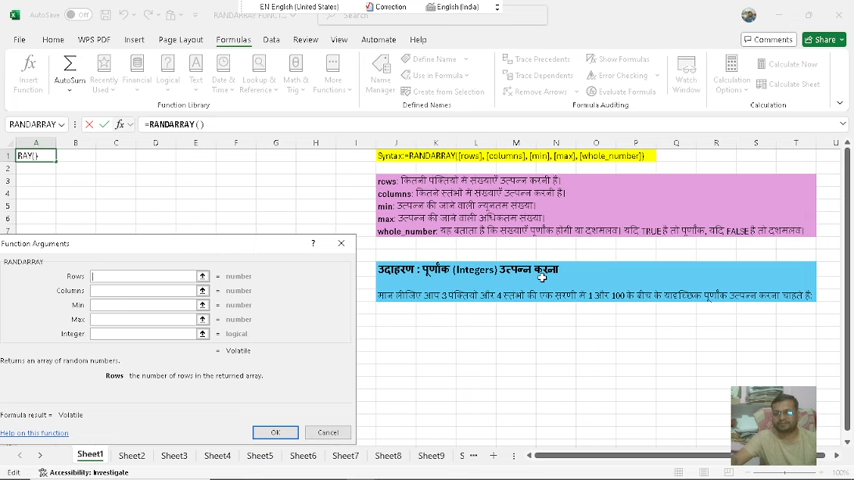 EN English (United States)
Correction
English (India)
AutoSave
Off
RANDARRAY FUNCT...
Search
File Home WPS PDF Insert Page Layout Formulas Data Review View Automate Help
Comments
Share
Insert Function
AutoSum
Recently Used
Financial
Logical
Text
Date & Time
Lookup & Reference
Math & Trig
More Functions
Function Library
Name Manager
Define Name
Use in Formula
Create from Selection
Defined Names
Trace Precedents
Trace Dependents
Remove Arrows
Show Formulas
Error Checking
Evaluate Formula
Formula Auditing
Watch Window
Calculation Options
Calculate Now
Calculate Sheet
Calculation
RANDARRAY
fx
=RANDARRAY()
A B C D E F G H I J K L M N O P Q R S T
1 RAY() Syntax:=RANDARRAY([rows], [columns], [min], [max], [whole_number])
2
3 rows: कितनी पंक्तियों में संख्याएँ उत्पन्न करनी हैं।
4 columns: कितने स्तंभों में संख्याएँ उत्पन्न करनी हैं।
5 min: उत्पन्न की जाने वाली न्यूनतम संख्या।
6 max: उत्पन्न की जाने वाली अधिकतम संख्या।
7 whole_number: यह बताता है कि संख्याएँ पूर्णांक होंगी या दशमलव। यदि TRUE है तो पूर्णांक, यदि FALSE है तो दशमलव।
उदाहरण : पूर्णांक (Integers) उत्पन्न करना
मान लीजिए आप 3 पंक्तियों और 4 स्तंभों की एक सरणी में 1 और 100 के बीच के यादृच्छिक पूर्णांक उत्पन्न करना चाहते हैं:
Function Arguments
?
RANDARRAY
Rows = number
Columns = number
Min = number
Max = number
Integer = logical
= Volatile
Returns an array of random numbers.
Rows the number of rows in the returned array.
Formula result = Volatile
Help on this function
OK
Cancel
Sheet1 Sheet2 Sheet3 Sheet4 Sheet5 Sheet6 Sheet7 Sheet8 Sheet9 S ...
Edit
Accessibility: Investigate
100%